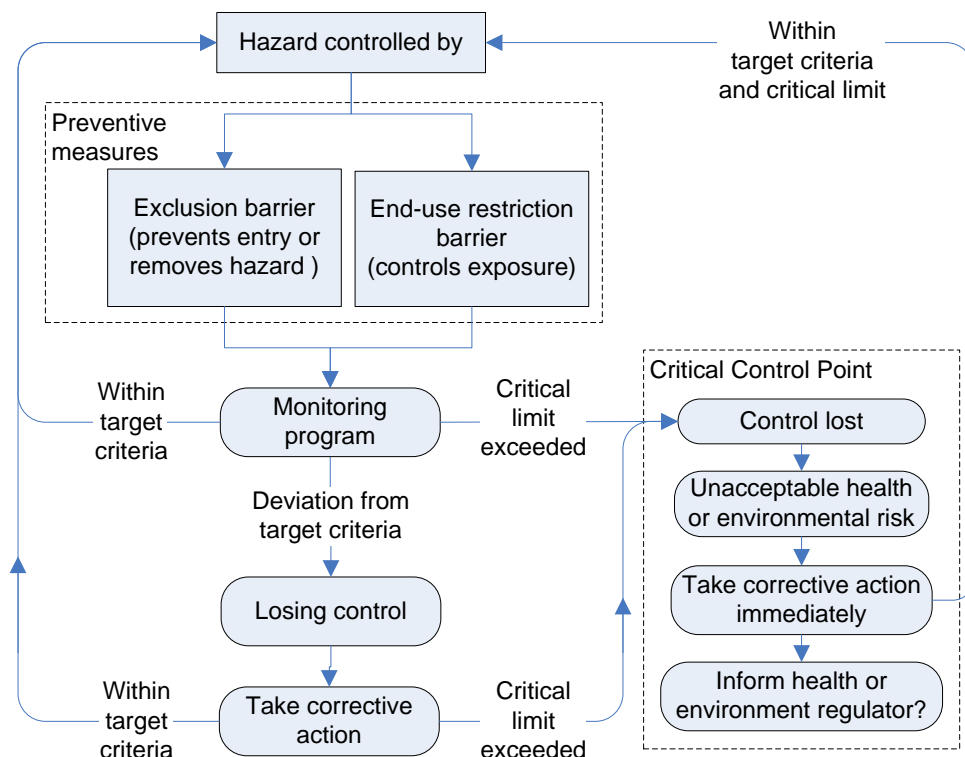 Hazard controlled by
Within
target criteria
and critical limit
Preventive
measures
Exclusion barrier
(prevents entry or
removes hazard )
End-use restriction
barrier
(controls exposure)
Within
target
criteria
Monitoring
program
Critical
limit
exceeded
Critical Control Point
Control lost
Unacceptable health
or environmental risk
Take corrective action
immediately
Inform health or
environment regulator?
Deviation from
target criteria
Losing control
Within
target
criteria
Take corrective
action
Critical
limit
exceeded